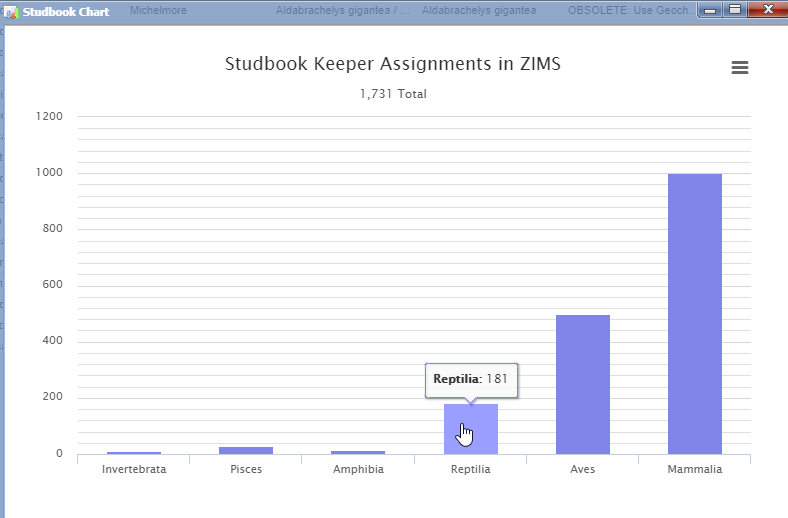 Studbook Chart
Michelmore
Aldabrachelys gigantea / ...
Aldabrachelys gigantea
OBSOLETE: Use Geoch...
Studbook Keeper Assignments in ZIMS
1,731 Total
1200
1000
800
600
400
200
0
Reptilia: 181
Invertebrata Pisces Amphibia Reptilia Aves Mammalia